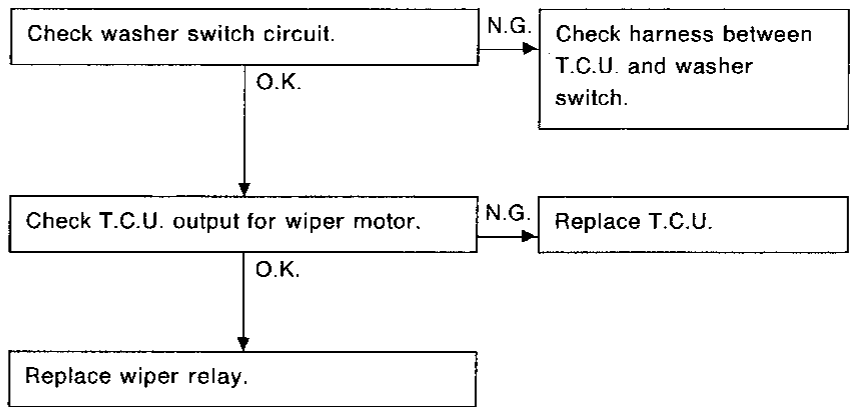 Check washer switch circuit.
N.G.
Check harness between
T.C.U. and washer
switch.
O.K.
Check T.C.U. output for wiper motor.
N.G.
Replace T.C.U.
O.K.
Replace wiper relay.